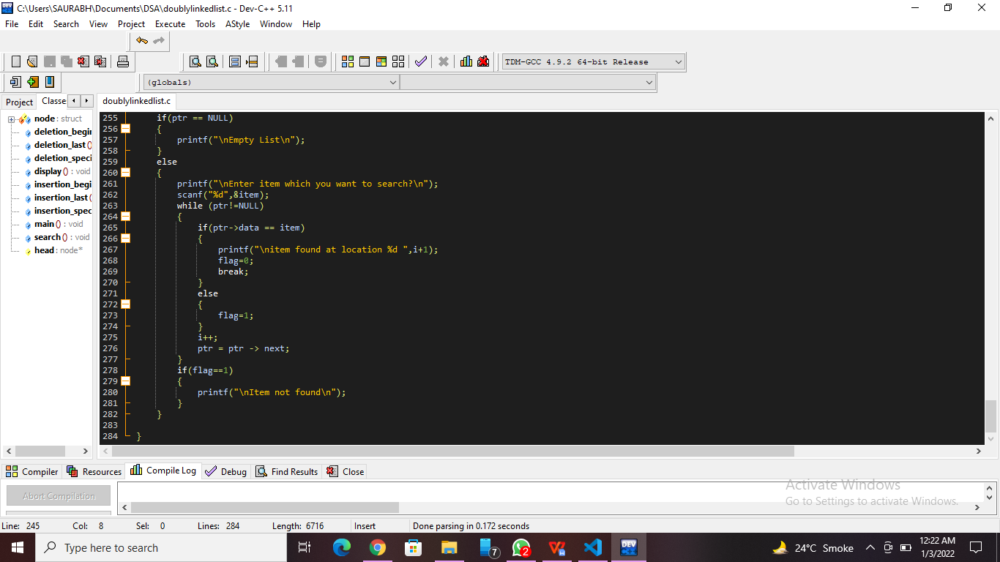 C:\Users\SAURABH\Documents\DSA\doublylinkedlist.c - Dev-C++ 5.11
File Edit Search View Project Execute Tools AStyle Window Help
TDM-GCC 4.9.2 64-bit Release
(globals)
Project Classe doublylinkedlist.c
node : struct
deletion_begin
deletion_last ()
deletion_speci
display () : void
insertion_begi
insertion_last (
insertion_spec
main () : void
search () : void
head : node*
255 if(ptr == NULL)
256 {
257 printf("\nEmpty List\n");
258 }
259 else
260 {
261 printf("\nEnter item which you want to search?\n");
262 scanf("%d",&item);
263 while (ptr!=NULL)
264 {
265 if(ptr->data == item)
266 {
267 printf("\nitem found at location %d ",i+1);
268 flag=0;
269 break;
270 }
271 else
272 {
273 flag=1;
274 }
275 i++;
276 ptr = ptr -> next;
277 }
278 if(flag==1)
279 {
280 printf("\nItem not found\n");
281 }
282 }
283
284 }
Compiler Resources Compile Log Debug Find Results Close
Abort Compilation
Activate Windows
Go to Settings to activate Windows.
Line: 245 Col: 8 Sel: 0 Lines: 284 Length: 6716 Insert Done parsing in 0.172 seconds
Type here to search
7
2
DEV
24°C Smoke
12:22 AM
1/3/2022